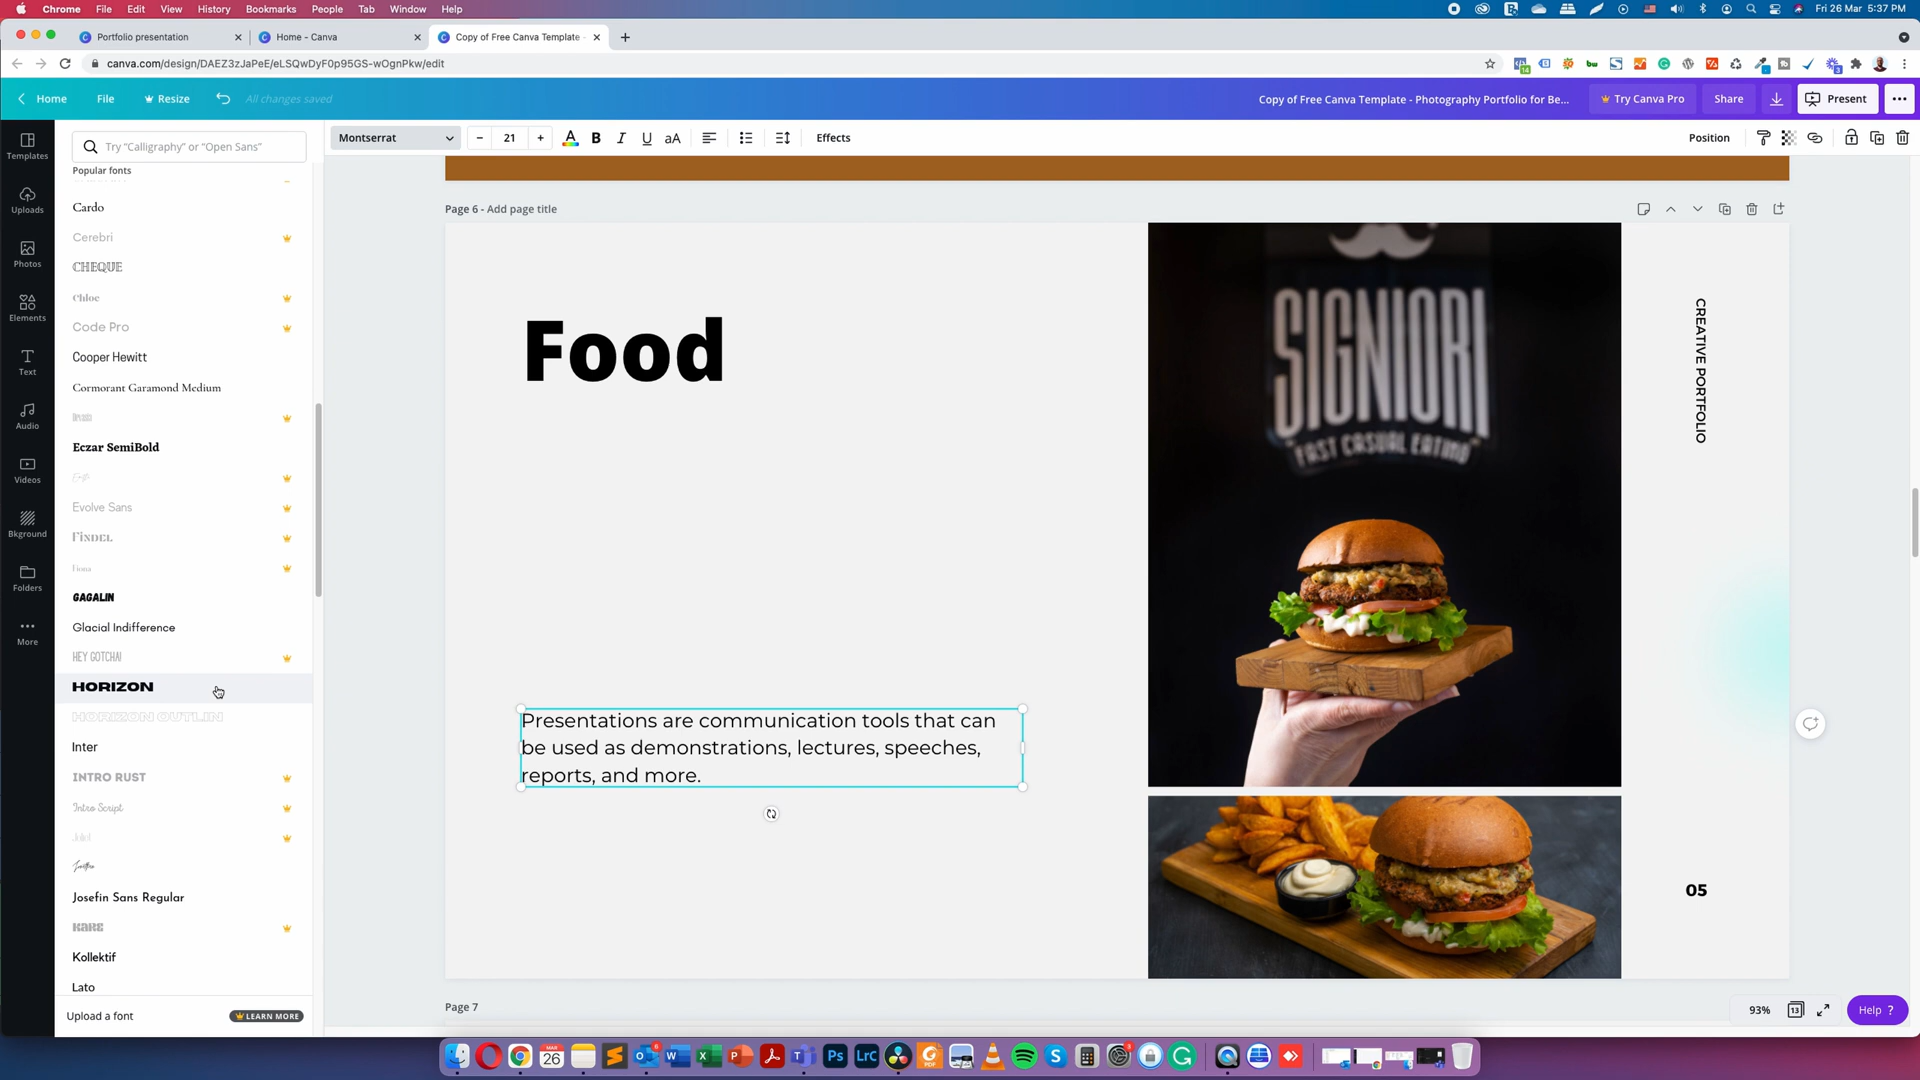 Chrome File Edit View History Bookmarks People Tab Window Help
Fri 26 Mar 5:37 PM
Portfolio presentation
Home - Canva
Copy of Free Canva Template -
canva.com/design/DAEZ3zJaPeE/eLSQwDyF0p95GS-wOgnPkw/edit
Home File Resize All changes saved
Copy of Free Canva Template - Photography Portfolio for Be...
Try Canva Pro
Share
Present
Templates
Uploads
Photos
Elements
Text
Audio
Videos
Bkground
Folders
More
Try "Calligraphy" or "Open Sans"
Popular fonts
Cardo
Cerebri
CHEQUE
Chloe
Code Pro
Cooper Hewitt
Cormorant Garamond Medium
Eczar SemiBold
Evolve Sans
FINDEL
GAGALIN
Glacial Indifference
HEY GOTCHA!
HORIZON
HORIZON OUTLIN
Inter
INTRO RUST
Intro Script
Josefin Sans Regular
Kollektif
Lato
Upload a font
LEARN MORE
Montserrat
21
B I U aA
Effects
Position
Page 6 - Add page title
Food
Presentations are communication tools that can
be used as demonstrations, lectures, speeches,
reports, and more.
SIGNIORI
"FAST CASUAL EATING"
CREATIVE PORTFOLIO
05
Page 7
93%
13
Help ?